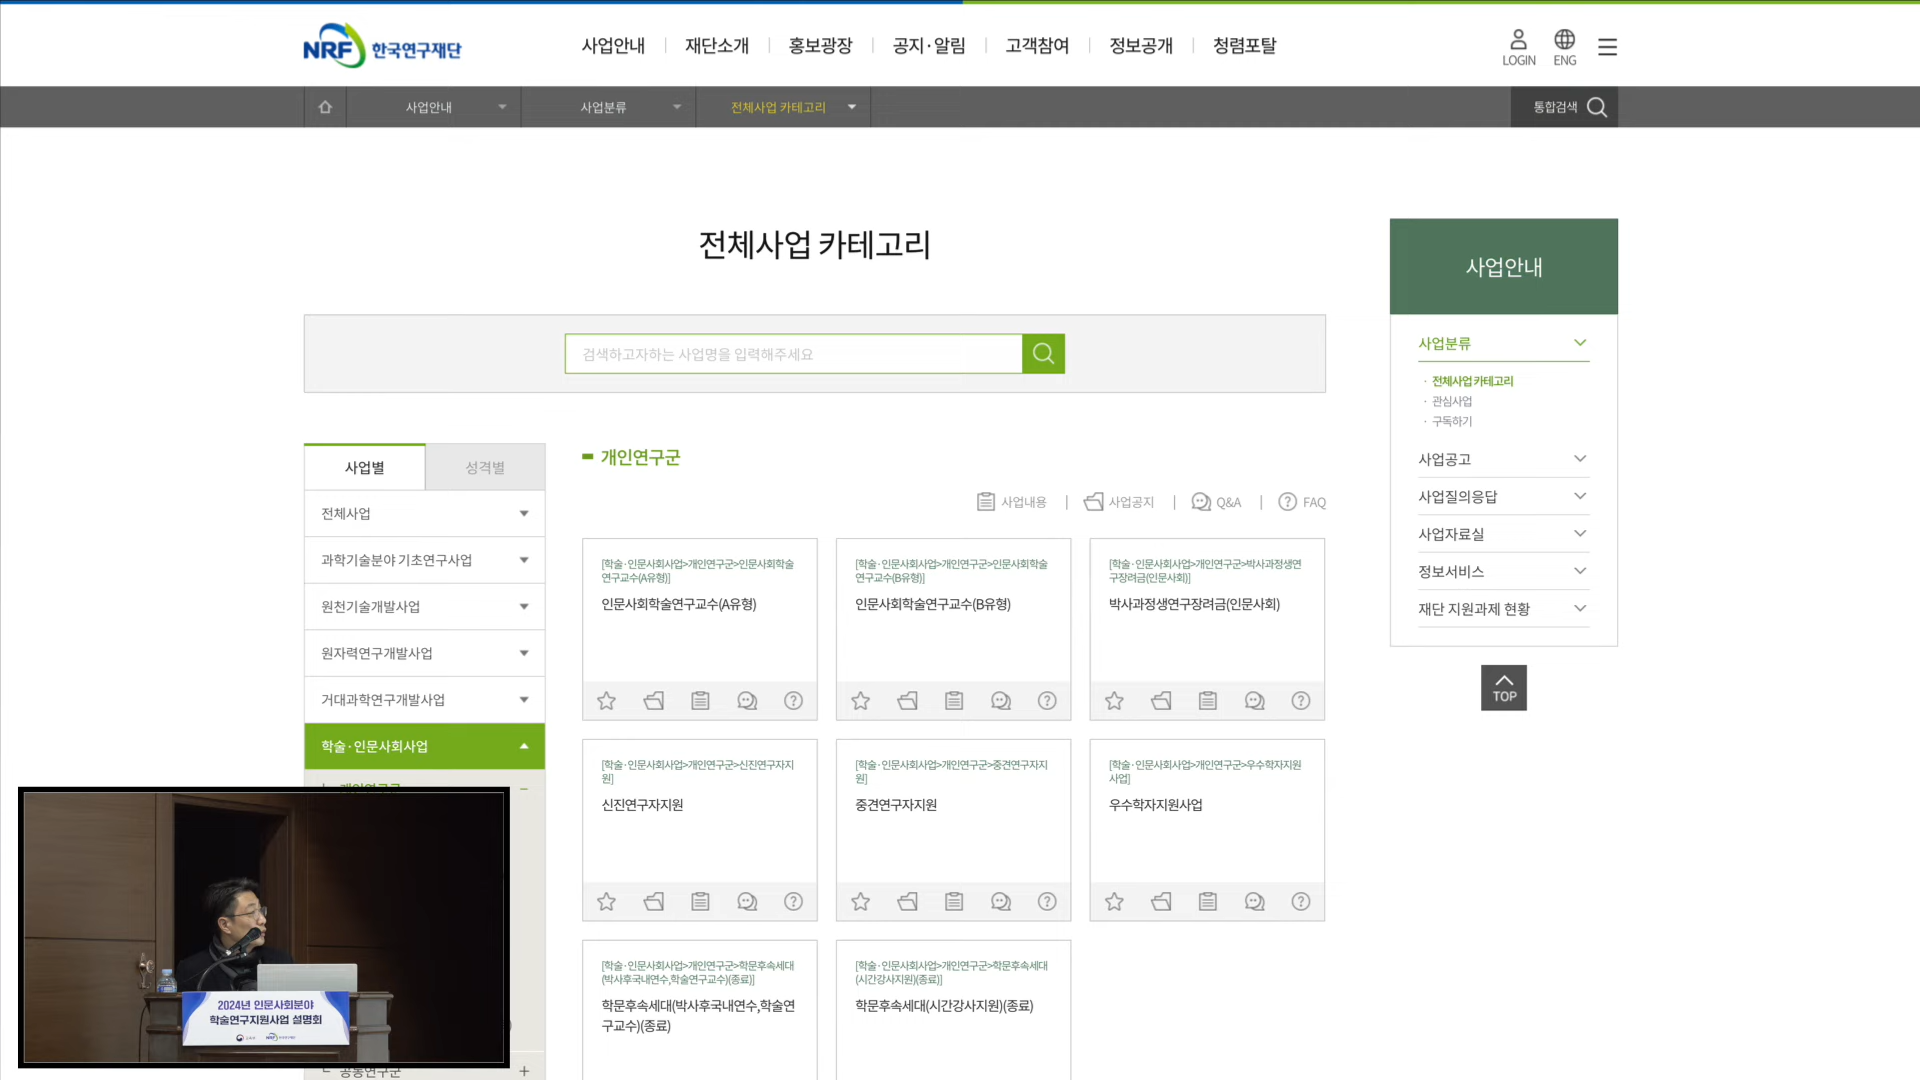 NRF 한국연구재단
사업안내
재단소개
홍보광장
공지·알림
고객참여
정보공개
청렴포탈
LOGIN
ENG
사업안내
사업분류
전체사업 카테고리
통합검색
전체사업 카테고리
검색하고자하는 사업명을 입력해주세요
사업별
성격별
전체사업
과학기술분야 기초연구사업
원천기술개발사업
원자력연구개발사업
거대과학연구개발사업
학술·인문사회사업
개인연구군
공동연구군
개인연구군
사업내용
사업공지
Q&A
FAQ
[학술·인문사회사업>개인연구군>인문사회학술
연구교수(A유형)]
인문사회학술연구교수(A유형)
[학술·인문사회사업>개인연구군>인문사회학술
연구교수(B유형)]
인문사회학술연구교수(B유형)
[학술·인문사회사업>개인연구군>박사과정생연
구장려금(인문사회)]
박사과정생연구장려금(인문사회)
[학술·인문사회사업>개인연구군>신진연구자지
원]
신진연구자지원
[학술·인문사회사업>개인연구군>중견연구자지
원]
중견연구자지원
[학술·인문사회사업>개인연구군>우수학자지원
사업]
우수학자지원사업
[학술·인문사회사업>개인연구군>학문후속세대
(박사후국내연수,학술연구교수)(종료)]
학문후속세대(박사후국내연수,학술연
구교수)(종료)
[학술·인문사회사업>개인연구군>학문후속세대
(시간강사지원)(종료)]
학문후속세대(시간강사지원)(종료)
사업안내
사업분류
· 전체사업 카테고리
· 관심사업
· 구독하기
사업공고
사업질의응답
사업자료실
정보서비스
재단 지원과제 현황
TOP
2024년 인문사회분야
학술연구지원사업 설명회
NRF